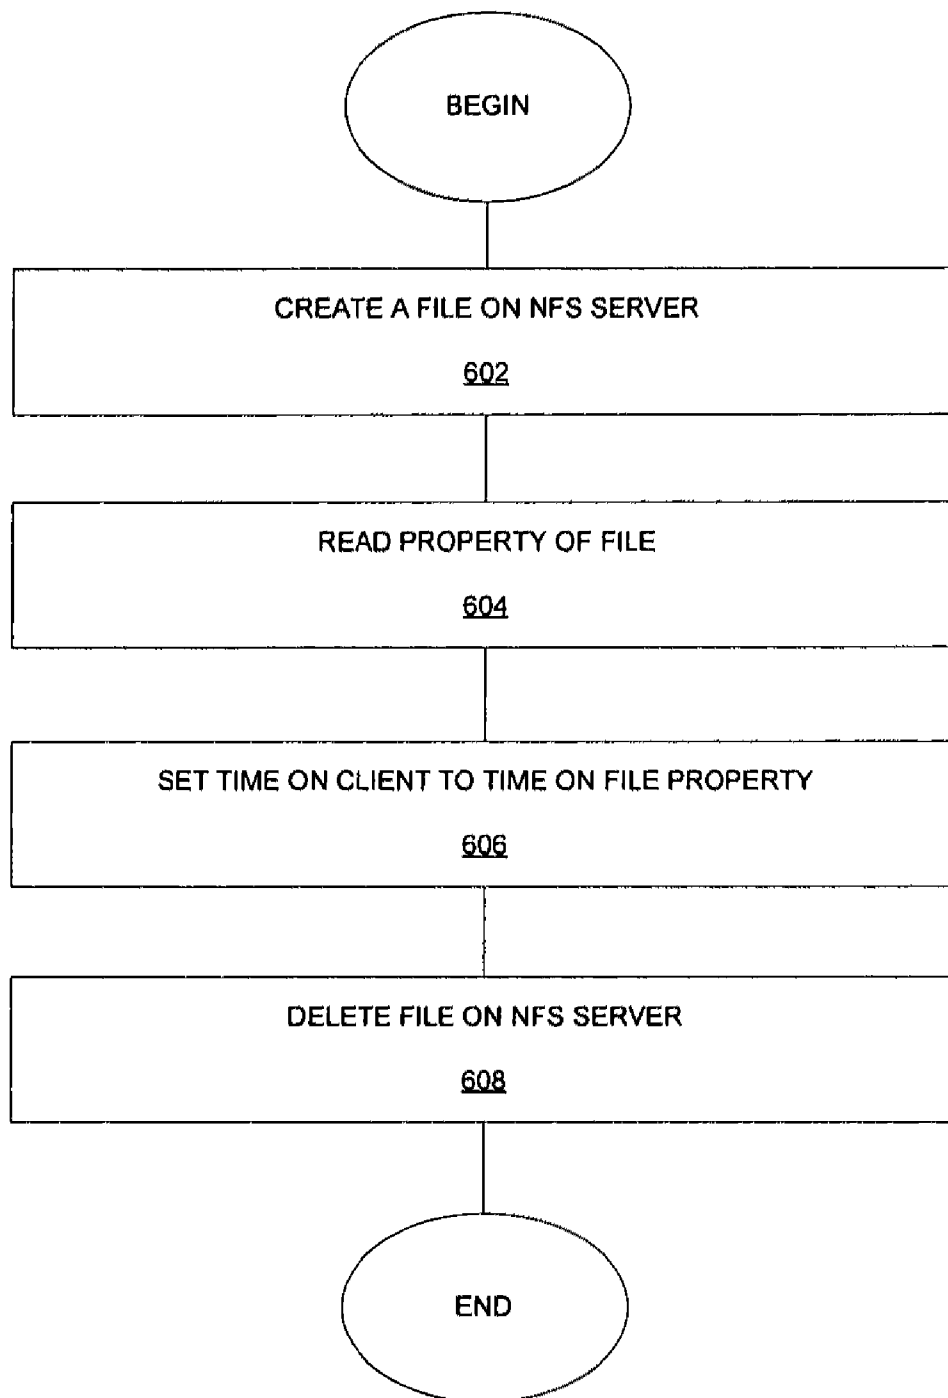 BEGIN
CREATE A FILE ON NFS SERVER
602
READ PROPERTY OF FILE
604
SET TIME ON CLIENT TO TIME ON FILE PROPERTY
606
DELETE FILE ON NFS SERVER
608
END